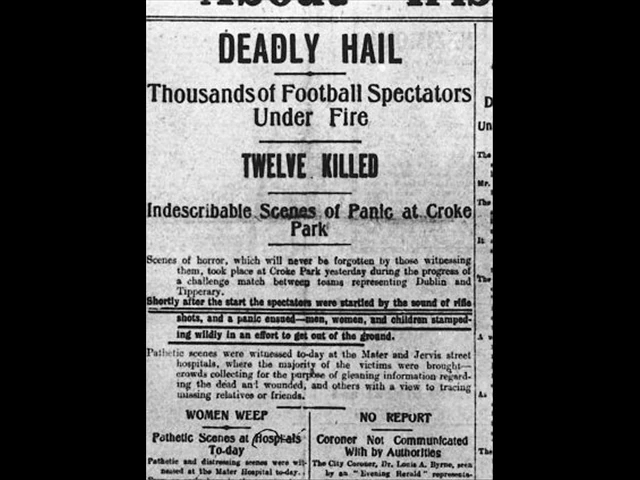 DEADLY HAIL
Thousands of Football Spectators
Under Fire
TWELVE KILLED
Indescribable Scenes of Panic at Croke
Park
Scenes of horror, which will never be forgotten by those witnessing
them, took place at Croke Park yesterday during the progress of
a challenge match between teams representing Dublin and
Tipperary.
Shortly after the start the spectators were startled by the sound of rifle
shots, and a panic ensued—men, women, and children stamped-
ing wildly in an effort to get out of the ground.
Pathetic scenes were witnessed to-day at the Mater and Jervis street
hospitals, where the majority of the victims were brought—
crowds collecting for the purpose of gleaning information regard-
ing the dead and wounded, and others with a view to tracing
missing relatives or friends.
WOMEN WEEP
Pathetic Scenes at Hospitals
To-day
Pathetic and distressing scenes were wit-
nessed at the Mater Hospital to-day.
NO REPORT
Coroner Not Communicated
With by Authorities
The City Coroner, Dr. Louis A. Byrne, seen
by an "Evening Herald" representa-
D
Un
The
Mr.
The
It
The
A
As
The